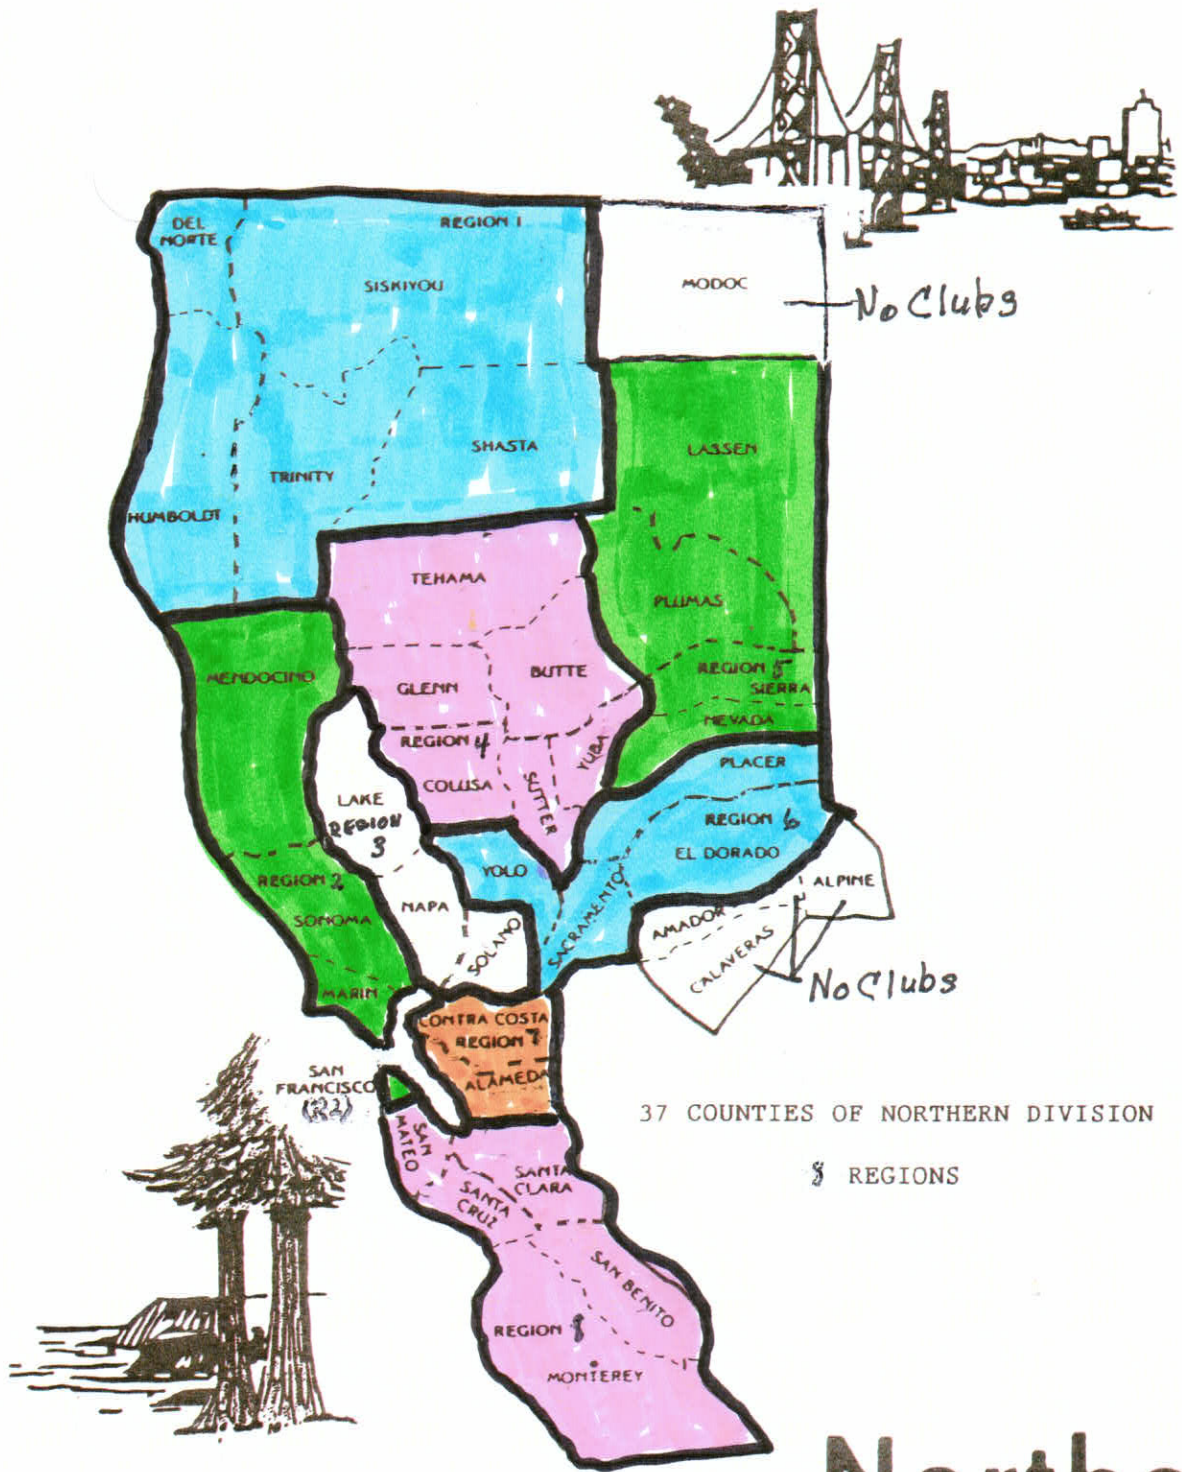 DEL
NORTE
REGION 1
SISKIYOU
MODOC
No Clubs
SHASTA
LASSEN
TRINITY
HUMBOLDT
TEHAMA
PLUMAS
MENDOCINO
GLENN
BUTTE
REGION 5
SIERRA
NEVADA
REGION 4
YUBA
COLUSA
SUTTER
PLACER
LAKE
REGION
3
REGION 6
EL DORADO
YOLO
REGION 2
SONOMA
NAPA
SOLANO
SACRAMENTO
AMADOR
ALPINE
CALAVERAS
No Clubs
MARIN
CONTRA COSTA
REGION 7
ALAMEDA
SAN
FRANCISCO
(R2)
37 COUNTIES OF NORTHERN DIVISION
8 REGIONS
SAN
MATEO
SANTA
CLARA
SANTA
CRUZ
SAN BENITO
REGION 8
MONTEREY